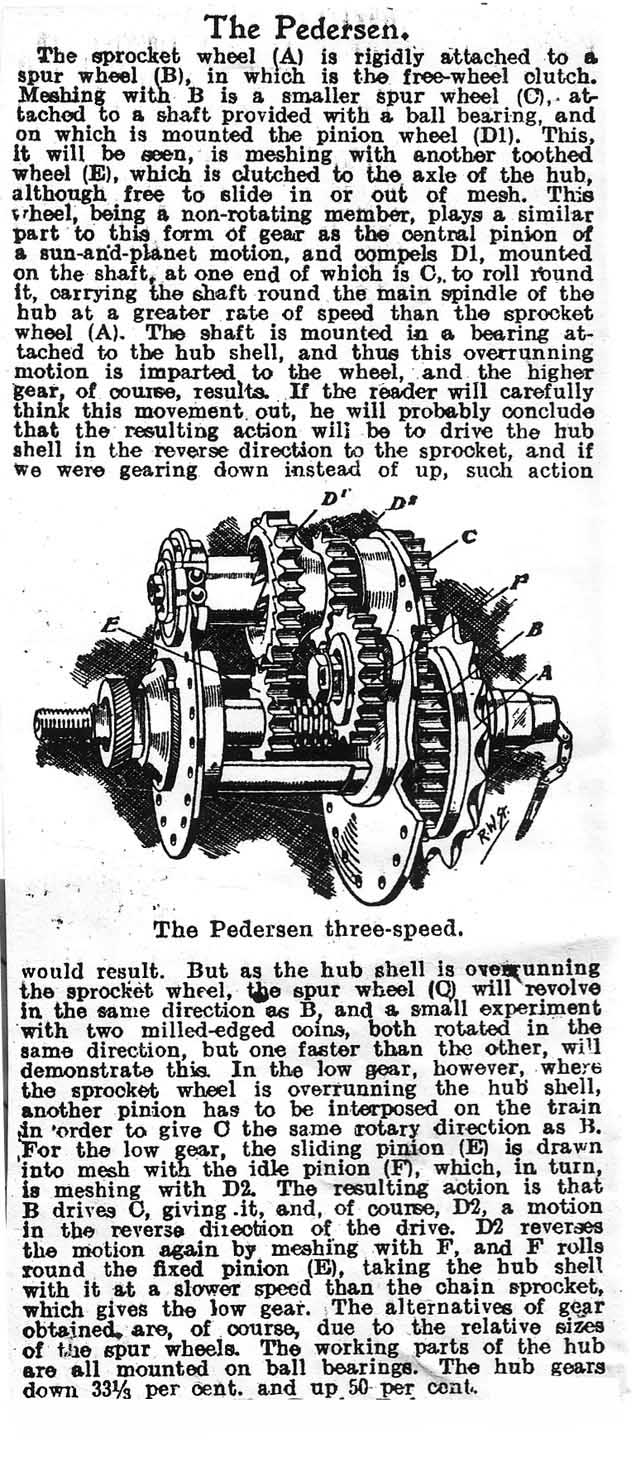 The Pedersen.
The sprocket wheel (A) is rigidly attached to a
spur wheel (B), in which is the free-wheel clutch.
Meshing with B is a smaller spur wheel (C), at-
tached to a shaft provided with a ball bearing, and
on which is mounted the pinion wheel (D1). This,
it will be seen, is meshing with another toothed
wheel (E), which is clutched to the axle of the hub,
although free to slide in or out of mesh. This
wheel, being a non-rotating member, plays a similar
part to this form of gear as the central pinion of
a sun-and-planet motion, and compels D1, mounted
on the shaft, at one end of which is C, to roll round
it, carrying the shaft round the main spindle of the
hub at a greater rate of speed than the sprocket
wheel (A). The shaft is mounted in a bearing at-
tached to the hub shell, and thus this overrunning
motion is imparted to the wheel, and the higher
gear, of course, results. If the reader will carefully
think this movement out, he will probably conclude
that the resulting action will be to drive the hub
shell in the reverse direction to the sprocket, and if
we were gearing down instead of up, such action
D¹
D²
C
F
E
B
A
R.W.
The Pedersen three-speed.
would result. But as the hub shell is overrunning
the sprocket wheel, the spur wheel (C) will revolve
in the same direction as B, and a small experiment
with two milled-edged coins, both rotated in the
same direction, but one faster than the other, will
demonstrate this. In the low gear, however, where
the sprocket wheel is overrunning the hub shell,
another pinion has to be interposed on the train
in order to give C the same rotary direction as B.
For the low gear, the sliding pinion (E) is drawn
into mesh with the idle pinion (F), which, in turn,
is meshing with D2. The resulting action is that
B drives C, giving it, and, of course, D2, a motion
in the reverse direction of the drive. D2 reverses
the motion again by meshing with F, and F rolls
round the fixed pinion (E), taking the hub shell
with it at a slower speed than the chain sprocket,
which gives the low gear. The alternatives of gear
obtained, are, of course, due to the relative sizes
of the spur wheels. The working parts of the hub
are all mounted on ball bearings. The hub gears
down 33⅓ per cent. and up 50 per cent.